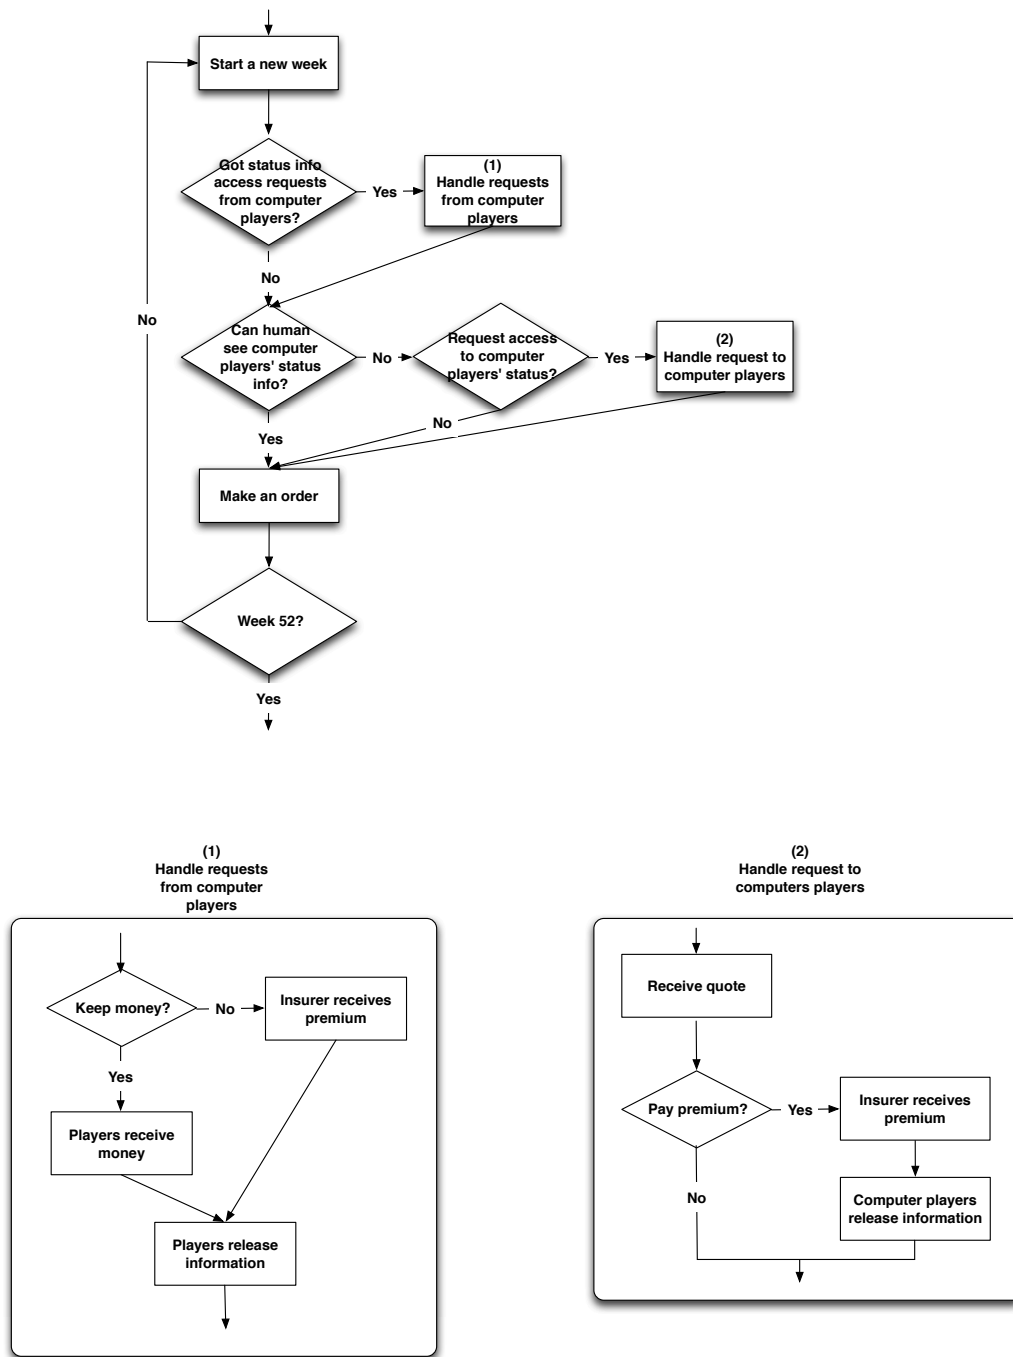 Start a new week
Got status info
access requests
from computer
players?
Yes
(1)
Handle requests
from computer
players
No
No
Can human
see computer
players' status
info?
No
Request access
to computer
players' status?
Yes
(2)
Handle request to
computer players
No
Yes
Make an order
Week 52?
Yes
(1)
Handle requests
from computer
players
Keep money?
No
Insurer receives
premium
Yes
Players receive
money
Players release
information
(2)
Handle request to
computers players
Receive quote
Pay premium?
Yes
Insurer receives
premium
No
Computer players
release information